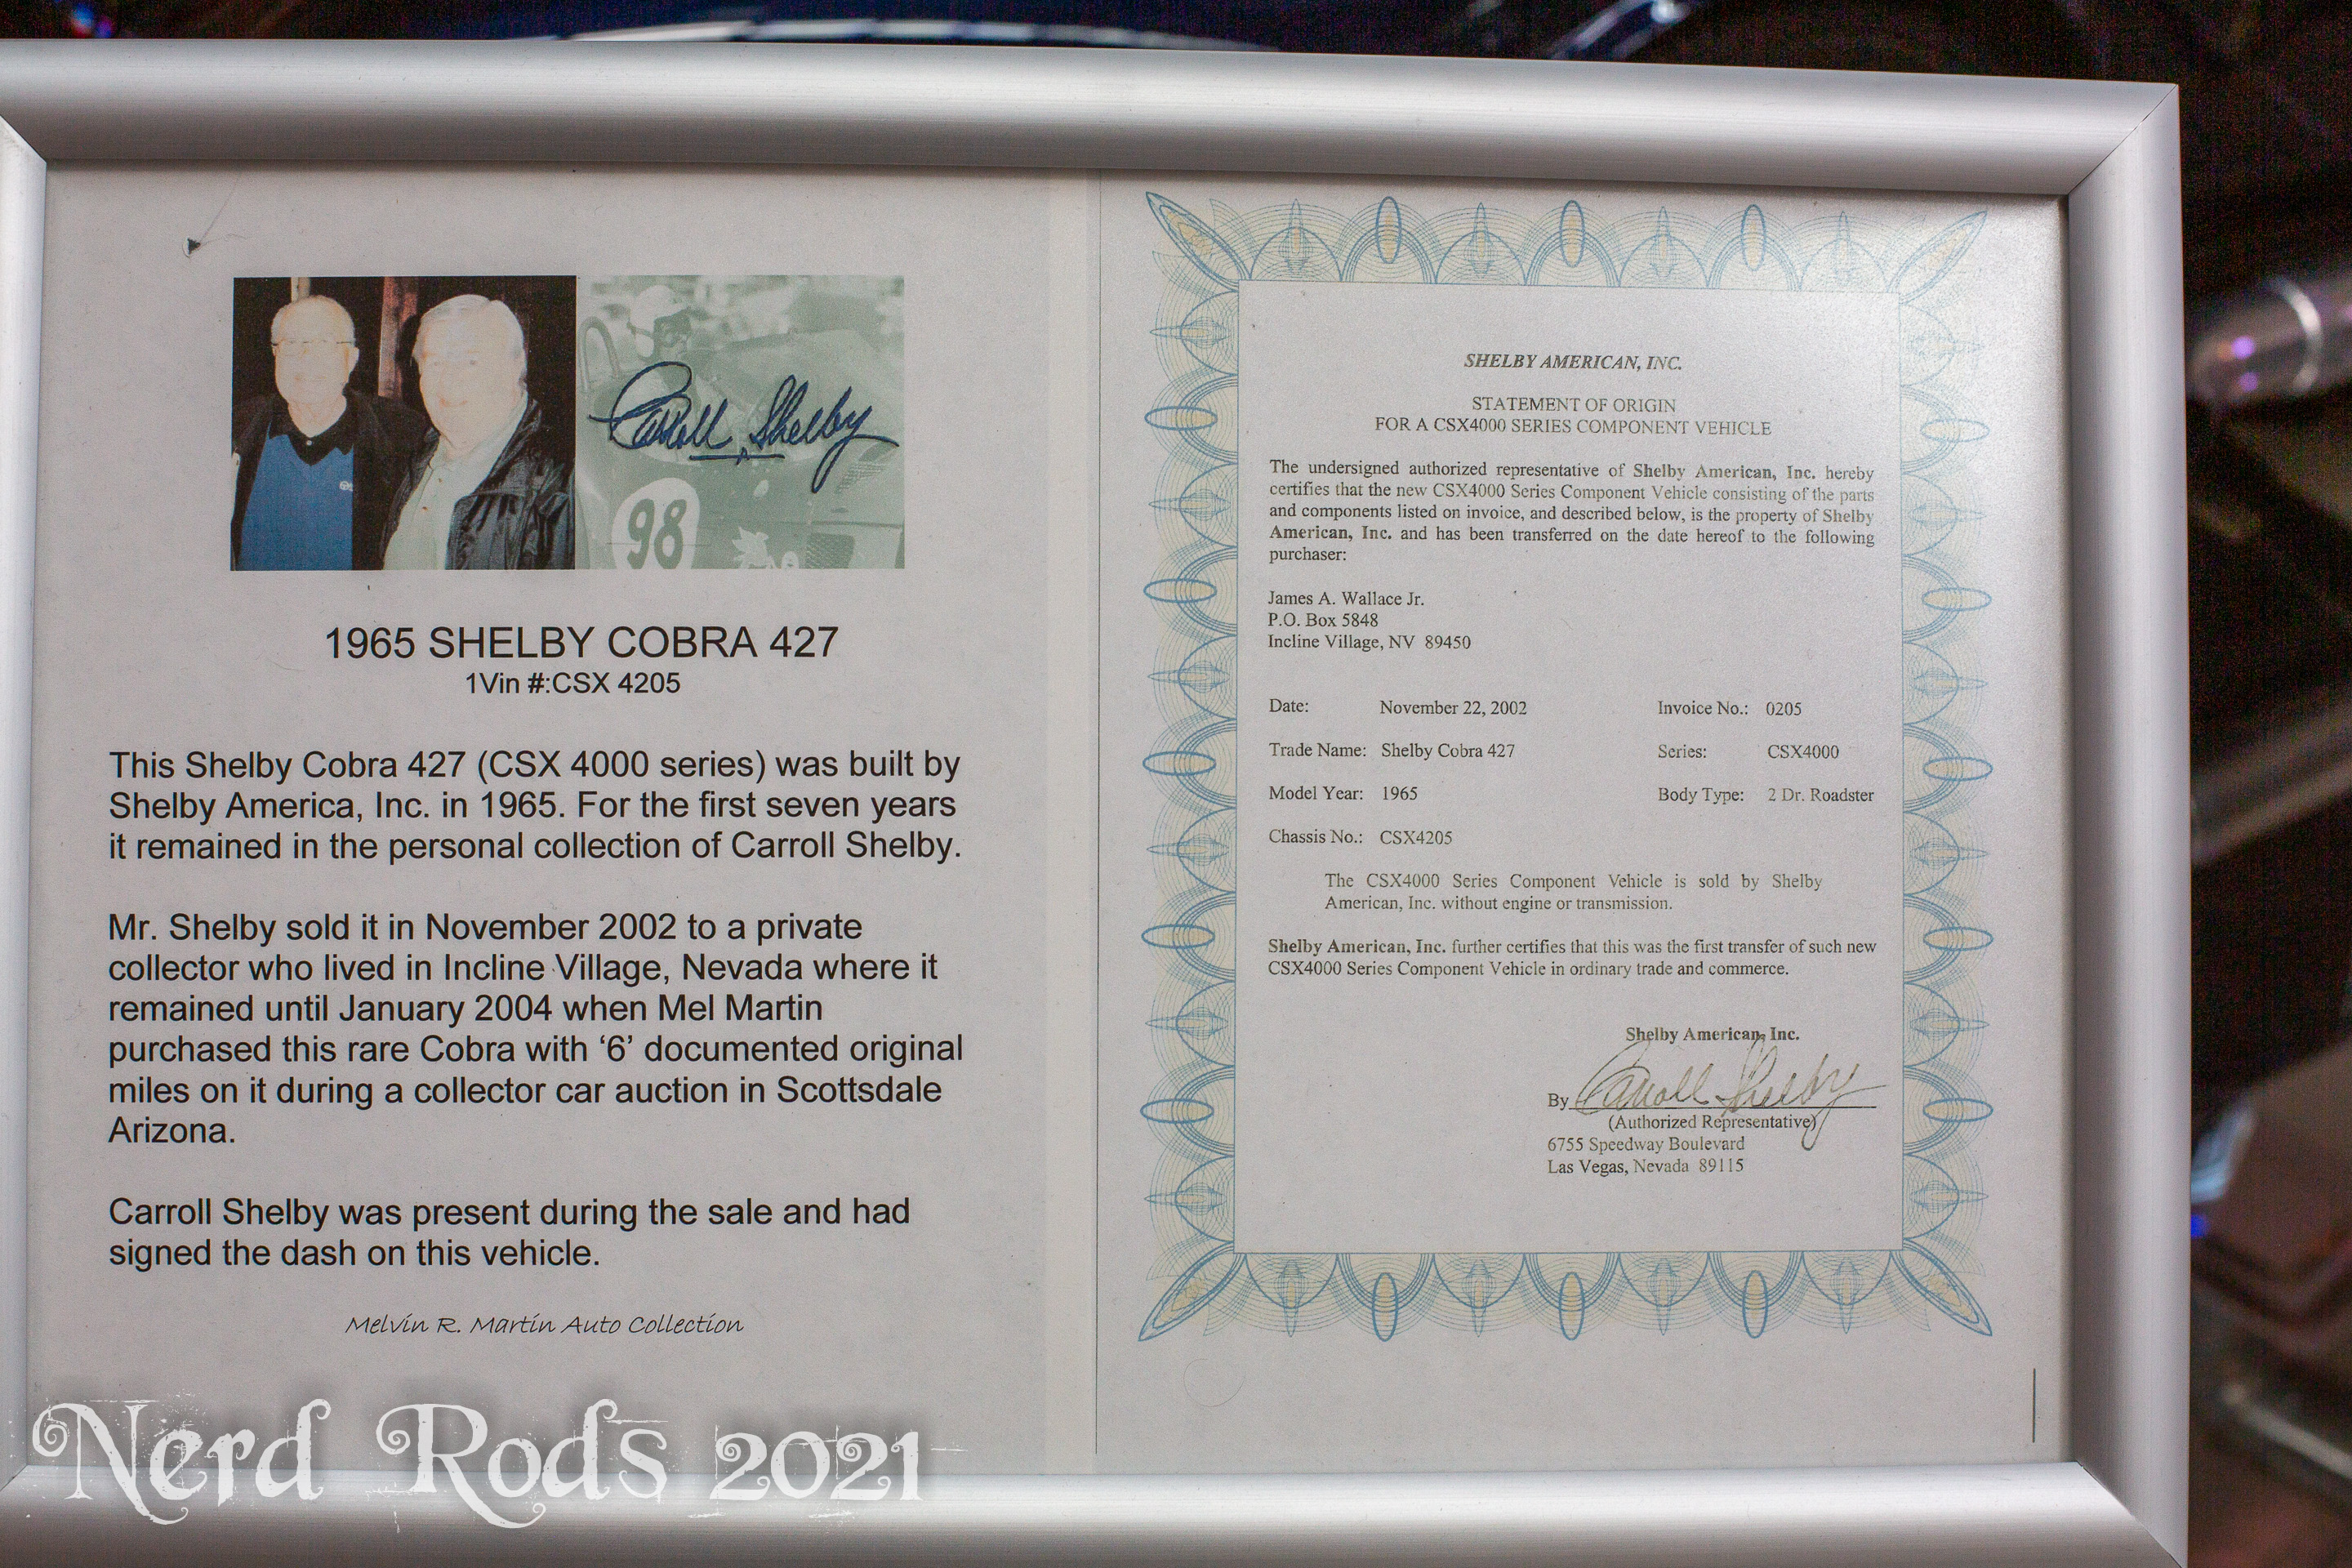 Carroll Shelby
98
1965 SHELBY COBRA 427
1Vin #:CSX 4205
This Shelby Cobra 427 (CSX 4000 series) was built by
Shelby America, Inc. in 1965. For the first seven years
it remained in the personal collection of Carroll Shelby.
Mr. Shelby sold it in November 2002 to a private
collector who lived in Incline Village, Nevada where it
remained until January 2004 when Mel Martin
purchased this rare Cobra with ‘6’ documented original
miles on it during a collector car auction in Scottsdale
Arizona.
Carroll Shelby was present during the sale and had
signed the dash on this vehicle.
Melvin R. Martin Auto Collection
SHELBY AMERICAN, INC.
STATEMENT OF ORIGIN
FOR A CSX4000 SERIES COMPONENT VEHICLE
The undersigned authorized representative of Shelby American, Inc. hereby
certifies that the new CSX4000 Series Component Vehicle consisting of the parts
and components listed on invoice, and described below, is the property of Shelby
American, Inc. and has been transferred on the date hereof to the following
purchaser:
James A. Wallace Jr.
P.O. Box 5848
Incline Village, NV 89450
Date: November 22, 2002 Invoice No.: 0205
Trade Name: Shelby Cobra 427 Series: CSX4000
Model Year: 1965 Body Type: 2 Dr. Roadster
Chassis No.: CSX4205
The CSX4000 Series Component Vehicle is sold by Shelby
American, Inc. without engine or transmission.
Shelby American, Inc. further certifies that this was the first transfer of such new
CSX4000 Series Component Vehicle in ordinary trade and commerce.
Shelby American, Inc.
By Carroll Shelby
(Authorized Representative)
6755 Speedway Boulevard
Las Vegas, Nevada 89115
Nerd Rods 2021